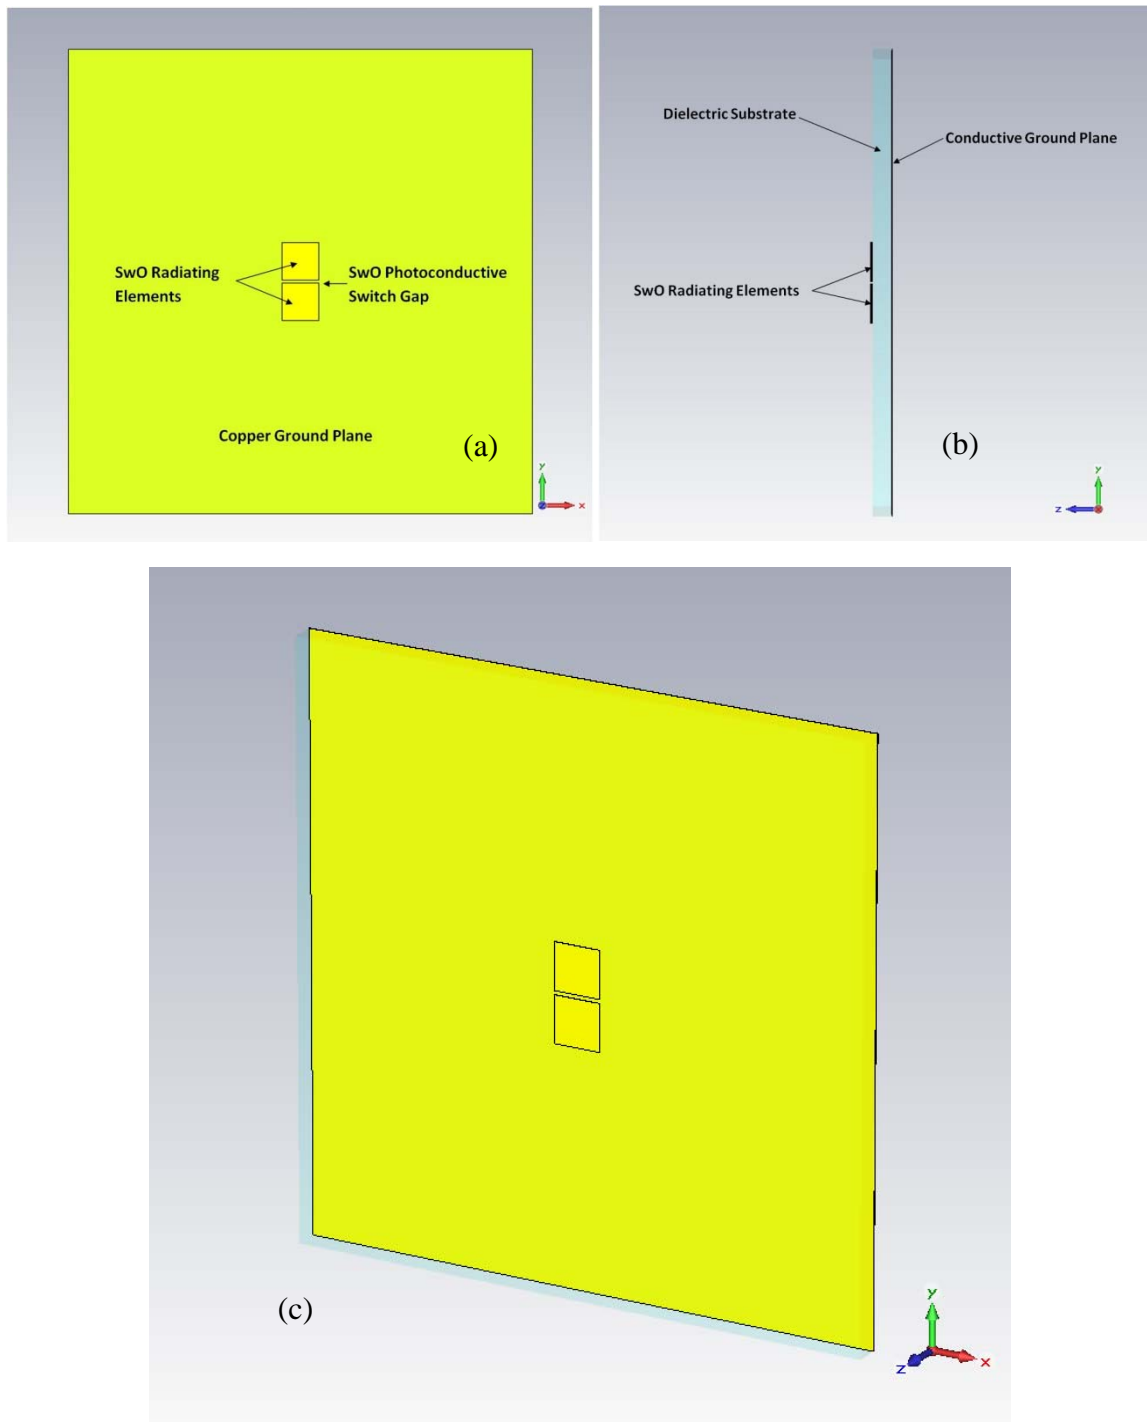 SwO Radiating
Elements
SwO Photoconductive
Switch Gap
Copper Ground Plane
(a)
y
z
x
Dielectric Substrate
Conductive Ground Plane
SwO Radiating Elements
(b)
y
z
x
(c)
y
z
x